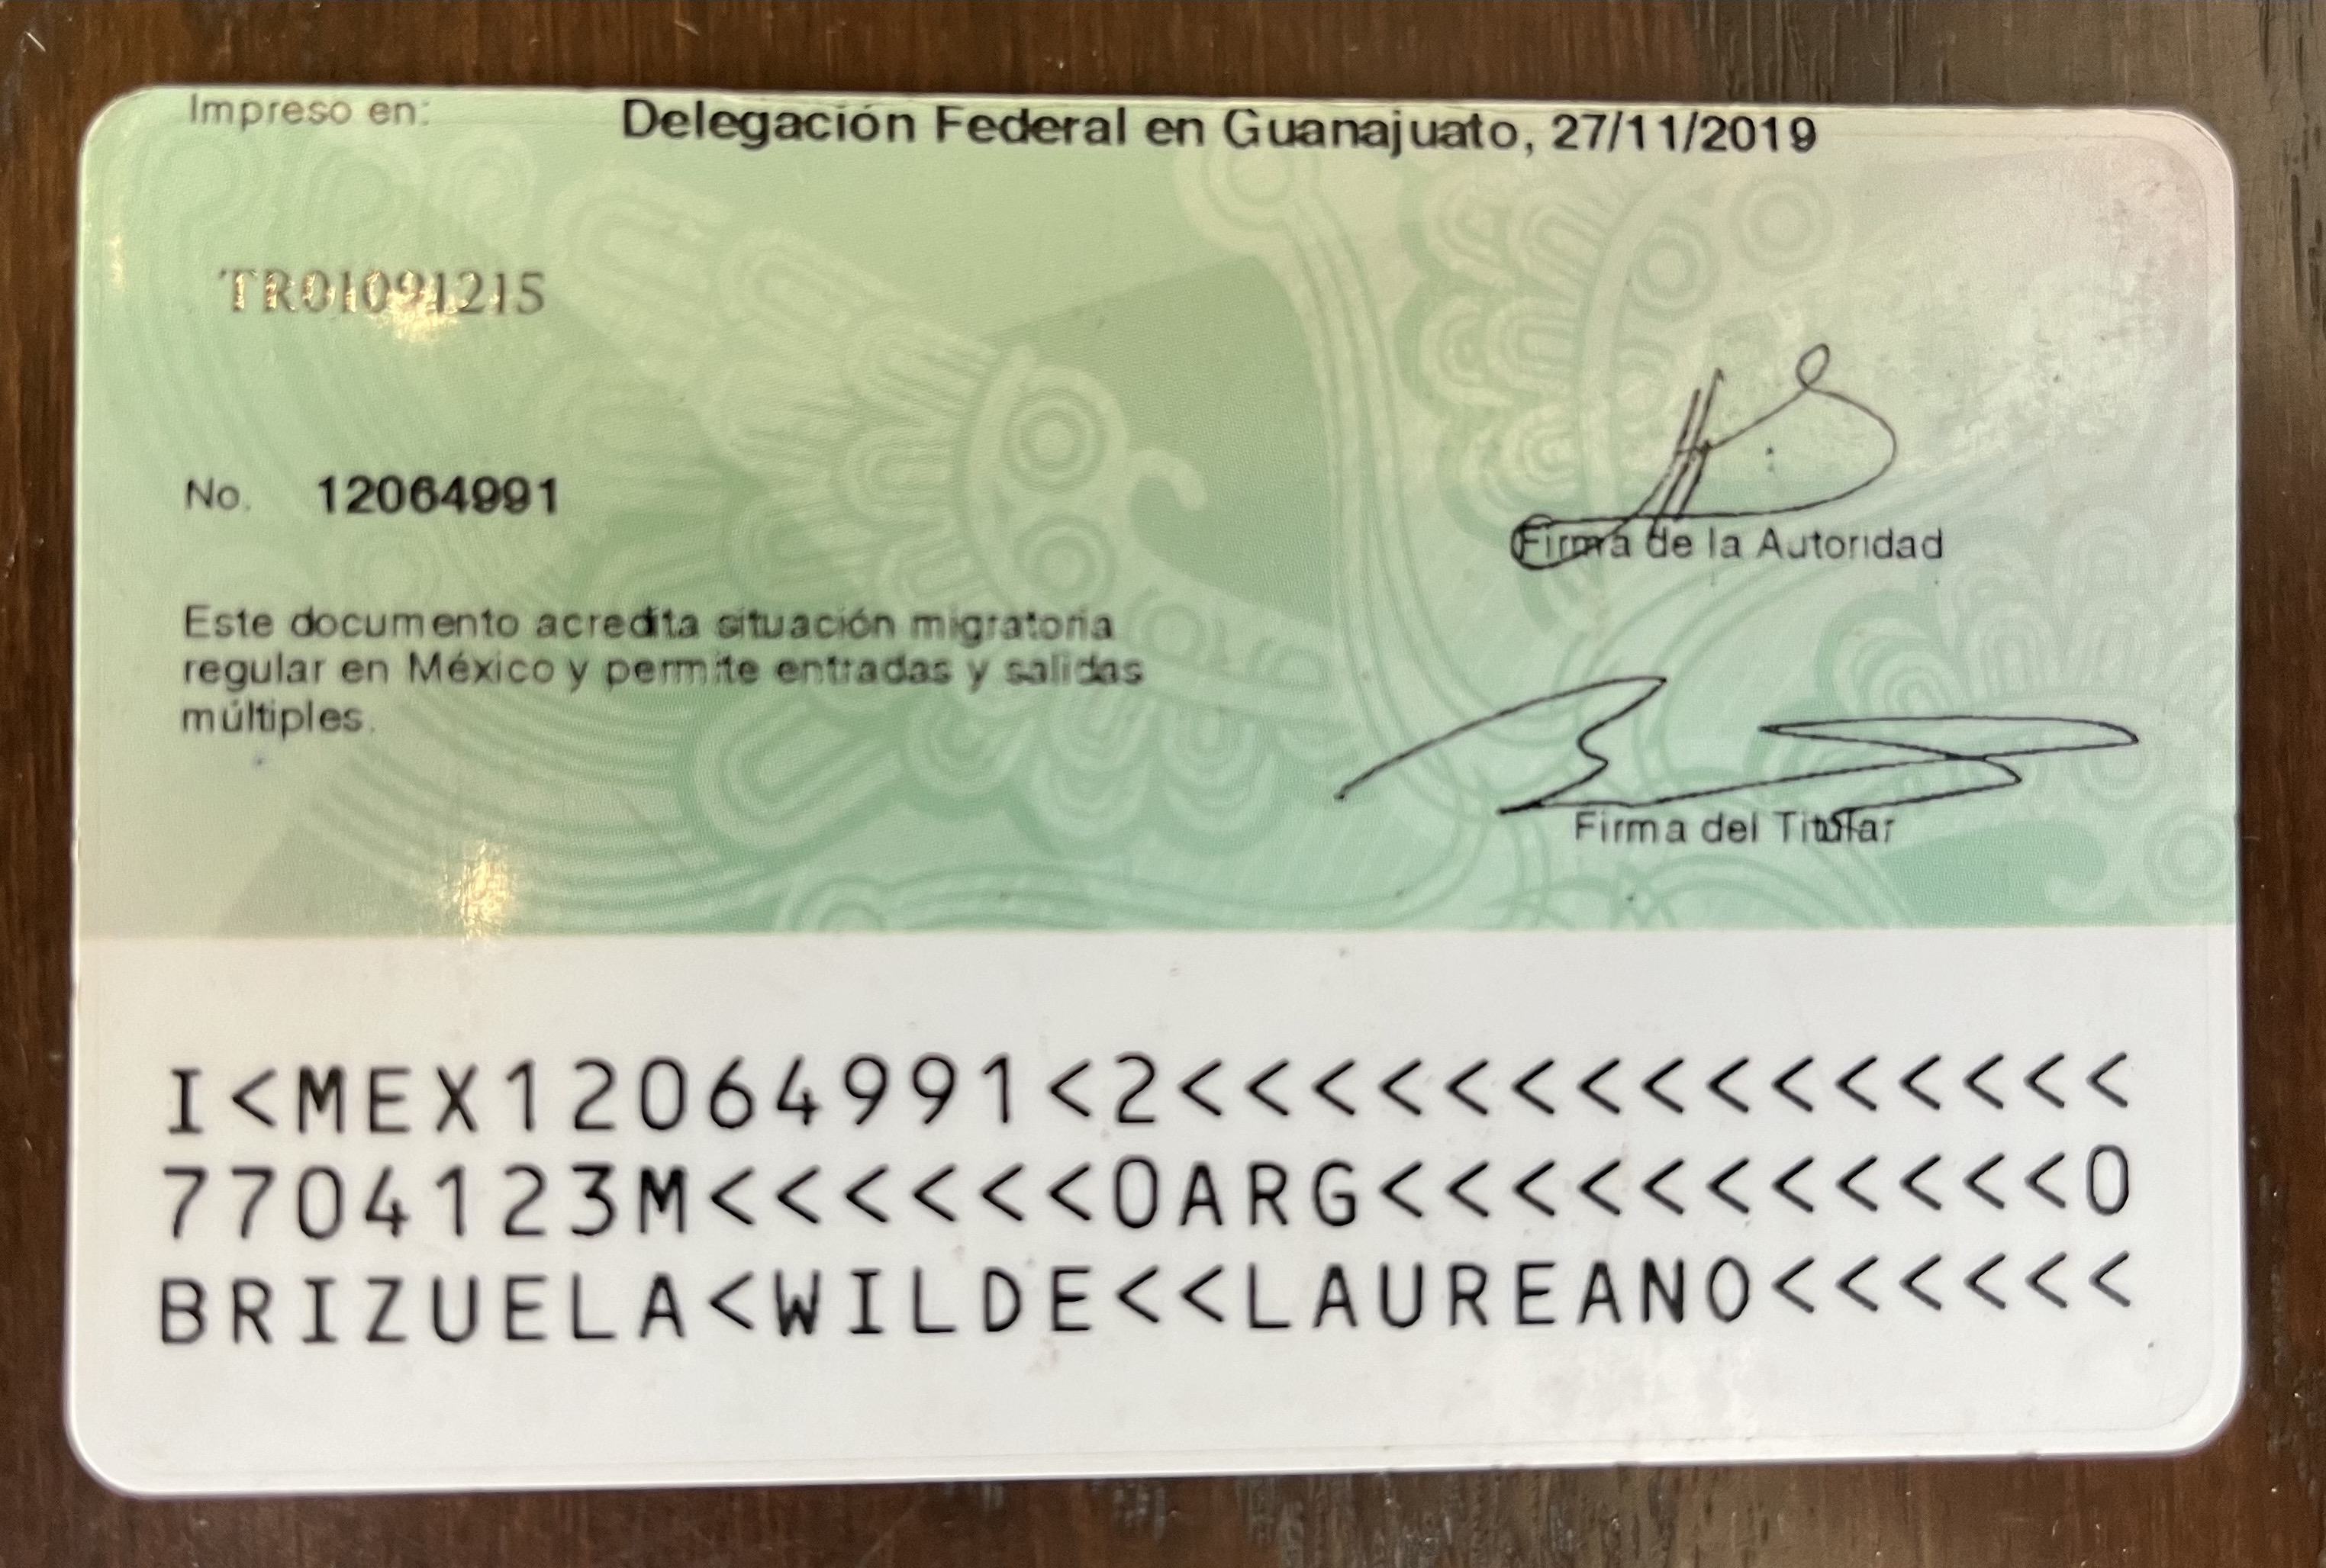 Impreso en: Delegación Federal en Guanajuato, 27/11/2019
TR01091215
No. 12064991
Firma de la Autoridad
Este documento acredita situación migratoria
regular en México y permite entradas y salidas
múltiples.
Firma del Titular
I<MEX12064991<2<<<<<<<<<<<<<<<
7704123M<<<<<<0ARG<<<<<<<<<<<0
BRIZUELA<WILDE<<LAUREANO<<<<<<